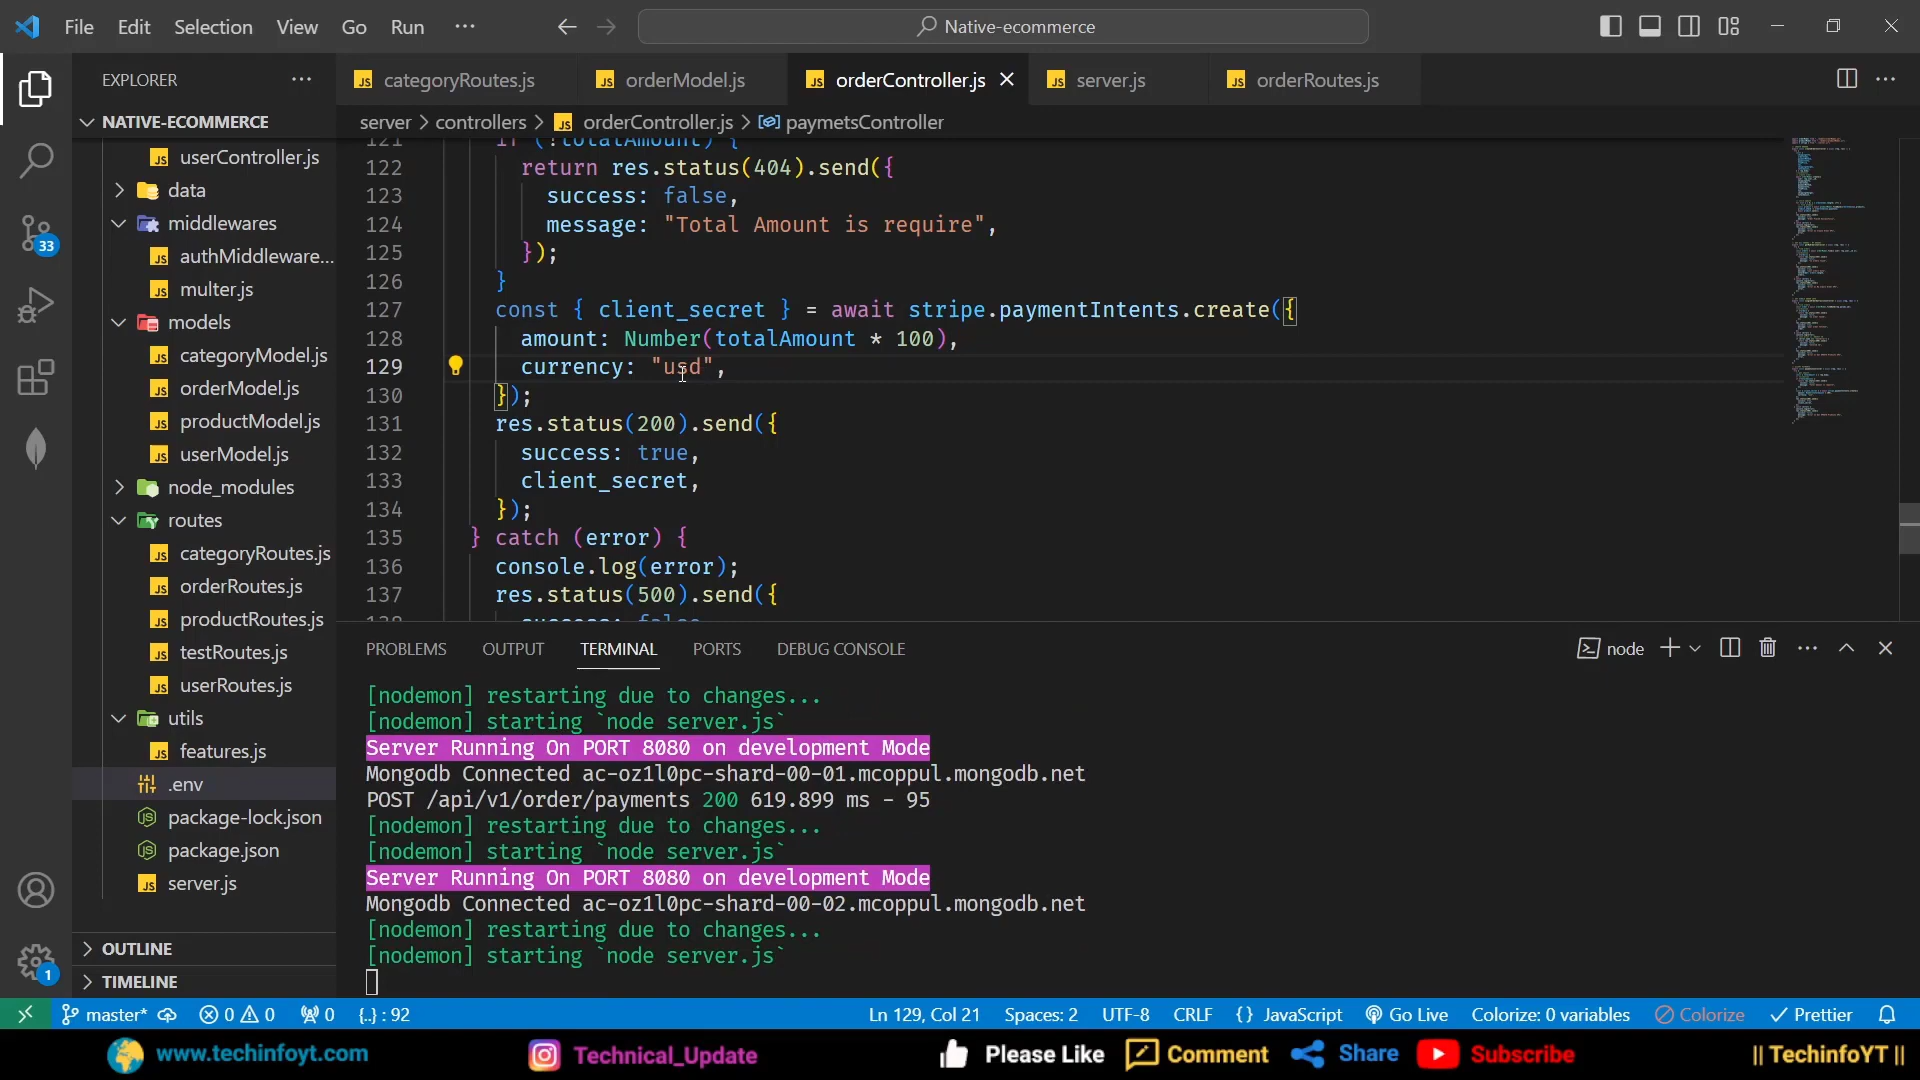 File Edit Selection View Go Run ··· Native-ecommerce
EXPLORER ···
categoryRoutes.js orderModel.js orderController.js server.js orderRoutes.js ···
NATIVE-ECOMMERCE
server > controllers > orderController.js > paymetsController
userController.js
data
middlewares
authMiddleware...
multer.js
models
categoryModel.js
orderModel.js
productModel.js
userModel.js
node_modules
routes
categoryRoutes.js
orderRoutes.js
productRoutes.js
testRoutes.js
userRoutes.js
utils
features.js
.env
package-lock.json
package.json
server.js
OUTLINE
TIMELINE
33
1
121 if (!totalAmount) {
122 return res.status(404).send({
123 success: false,
124 message: "Total Amount is require",
125 });
126 }
127 const { client_secret } = await stripe.paymentIntents.create({
128 amount: Number(totalAmount * 100),
129 currency: "usd",
130 });
131 res.status(200).send({
132 success: true,
133 client_secret,
134 });
135 } catch (error) {
136 console.log(error);
137 res.status(500).send({
138 success: false
PROBLEMS OUTPUT TERMINAL PORTS DEBUG CONSOLE node ···
[nodemon] restarting due to changes...
[nodemon] starting `node server.js`
Server Running On PORT 8080 on development Mode
Mongodb Connected ac-oz1l0pc-shard-00-01.mcoppul.mongodb.net
POST /api/v1/order/payments 200 619.899 ms - 95
[nodemon] restarting due to changes...
[nodemon] starting `node server.js`
Server Running On PORT 8080 on development Mode
Mongodb Connected ac-oz1l0pc-shard-00-02.mcoppul.mongodb.net
[nodemon] restarting due to changes...
[nodemon] starting `node server.js`
master* 0 0 0 {..} : 92 Ln 129, Col 21 Spaces: 2 UTF-8 CRLF {} JavaScript Go Live Colorize: 0 variables Colorize Prettier
www.techinfoyt.com Technical_Update Please Like Comment Share Subscribe || TechinfoYT ||